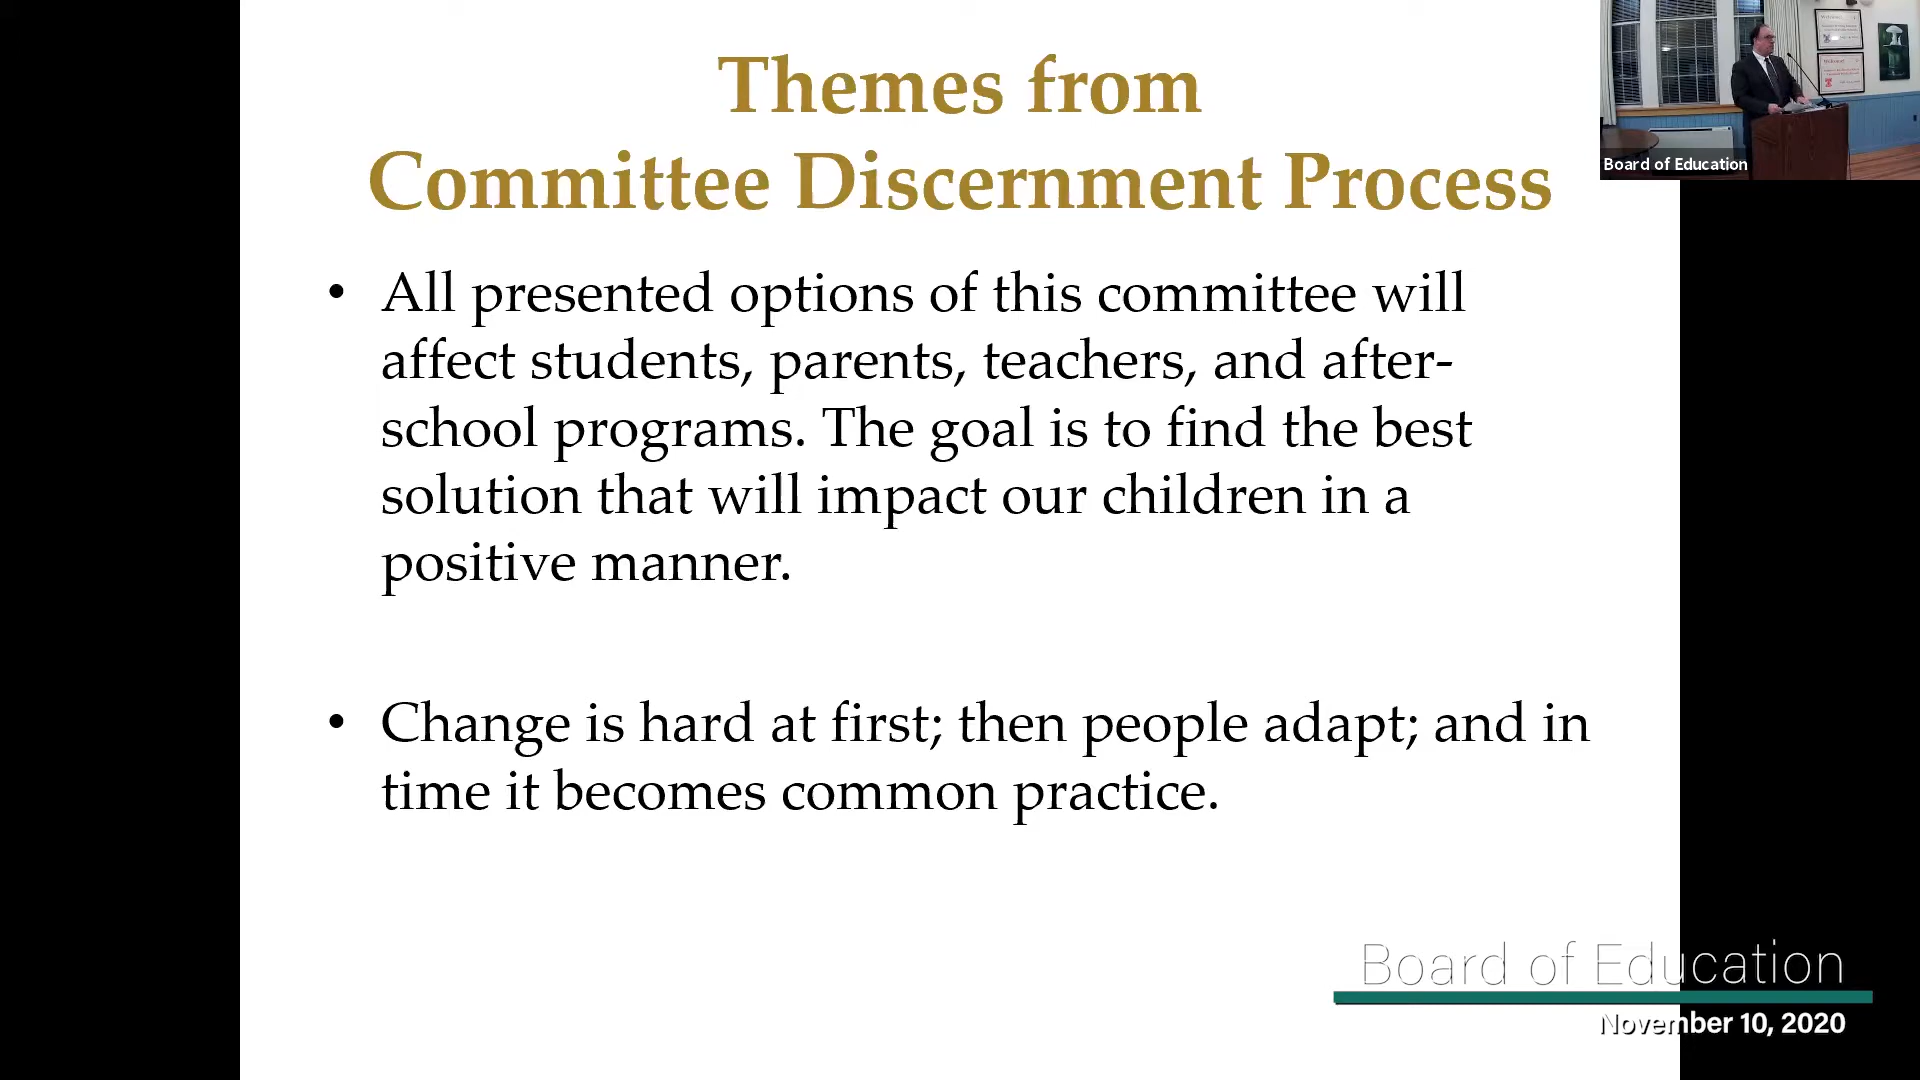 Themes from
Committee Discernment Process
• All presented options of this committee will
affect students, parents, teachers, and after-
school programs. The goal is to find the best
solution that will impact our children in a
positive manner.
• Change is hard at first; then people adapt; and in
time it becomes common practice.
Board of Education
Board of Education
November 10, 2020